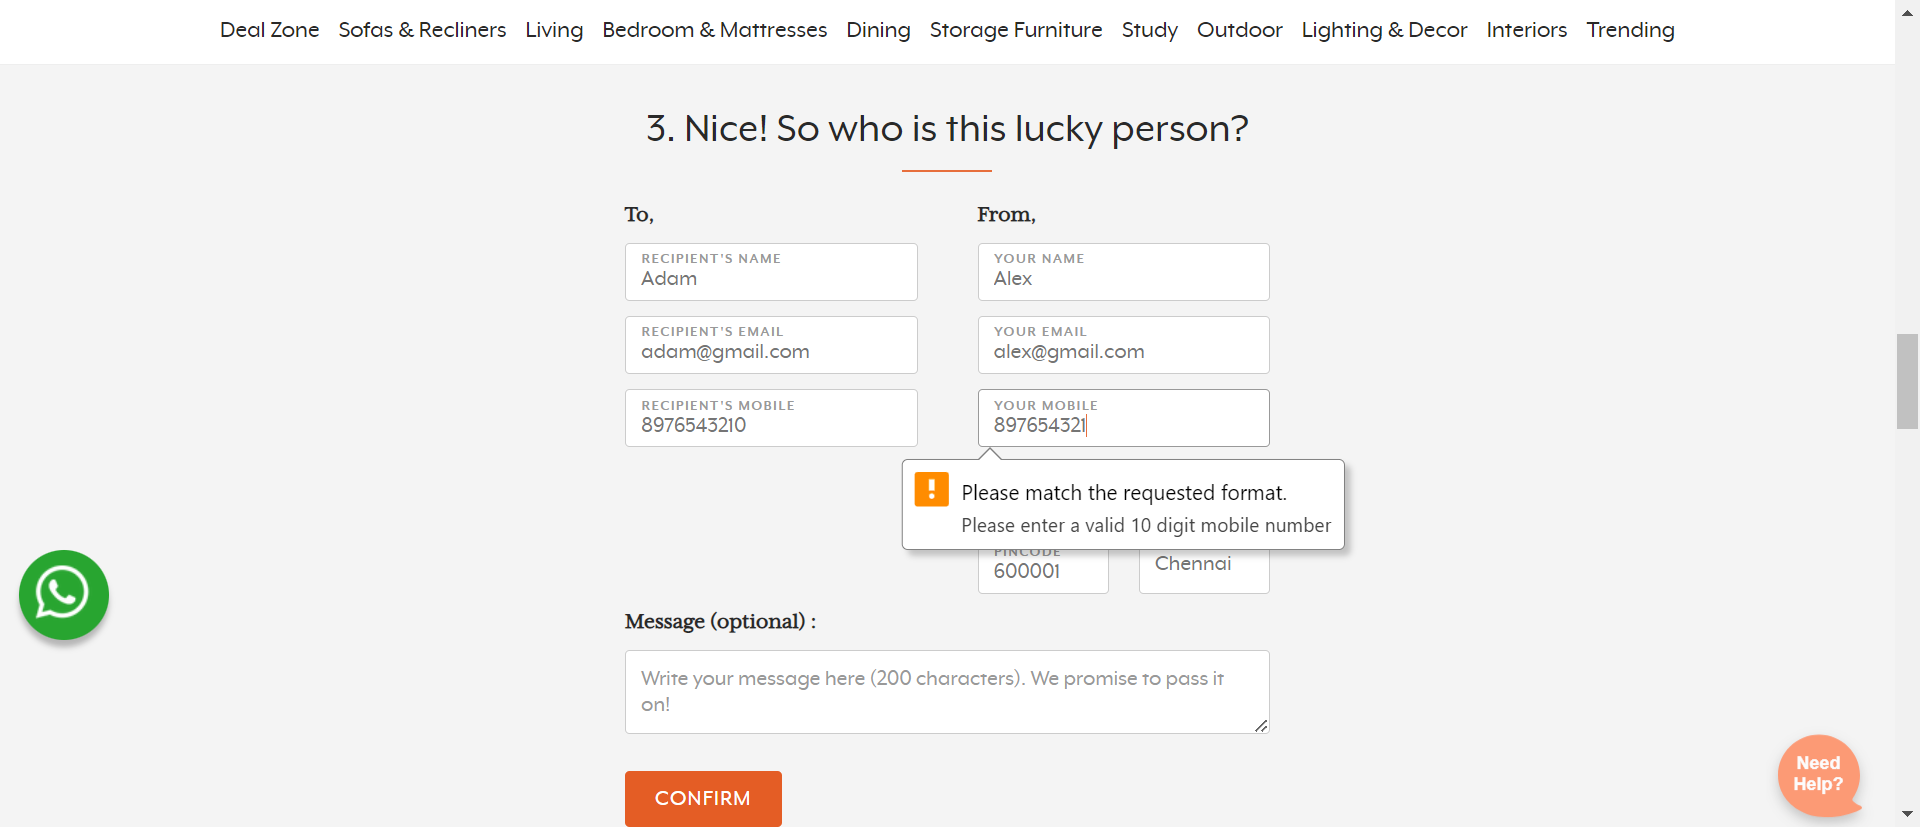 Deal Zone Sofas & Recliners Living Bedroom & Mattresses Dining Storage Furniture Study Outdoor Lighting & Decor Interiors Trending
3. Nice! So who is this lucky person?
To,
From,
RECIPIENT'S NAME
Adam
YOUR NAME
Alex
RECIPIENT'S EMAIL
adam@gmail.com
YOUR EMAIL
alex@gmail.com
RECIPIENT'S MOBILE
8976543210
YOUR MOBILE
897654321
Please match the requested format.
Please enter a valid 10 digit mobile number
PINCODE
600001
Chennai
Message (optional) :
Write your message here (200 characters). We promise to pass it
on!
CONFIRM
Need
Help?